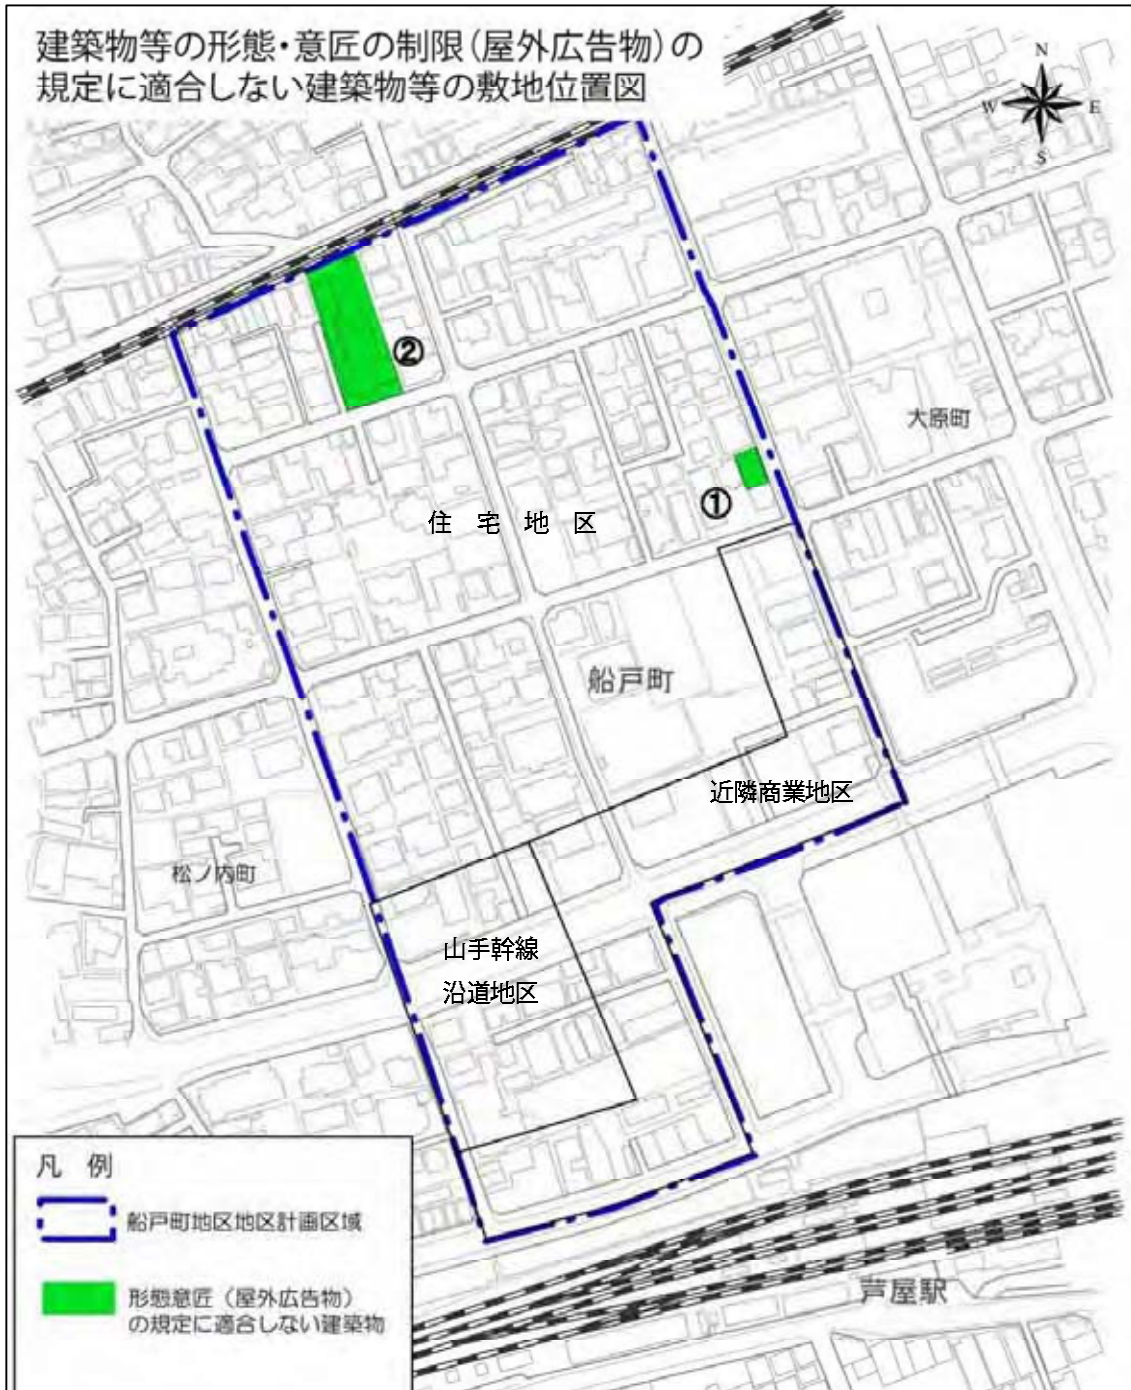 建築物等の形態・意匠の制限（屋外広告物）の
規定に適合しない建築物等の敷地位置図
N
W
E
S
②
大原町
①
住宅地区
船戸町
近隣商業地区
松ノ内町
山手幹線
沿道地区
凡例
船戸町地区地区計画区域
形態意匠（屋外広告物）
の規定に適合しない建築物
芦屋駅